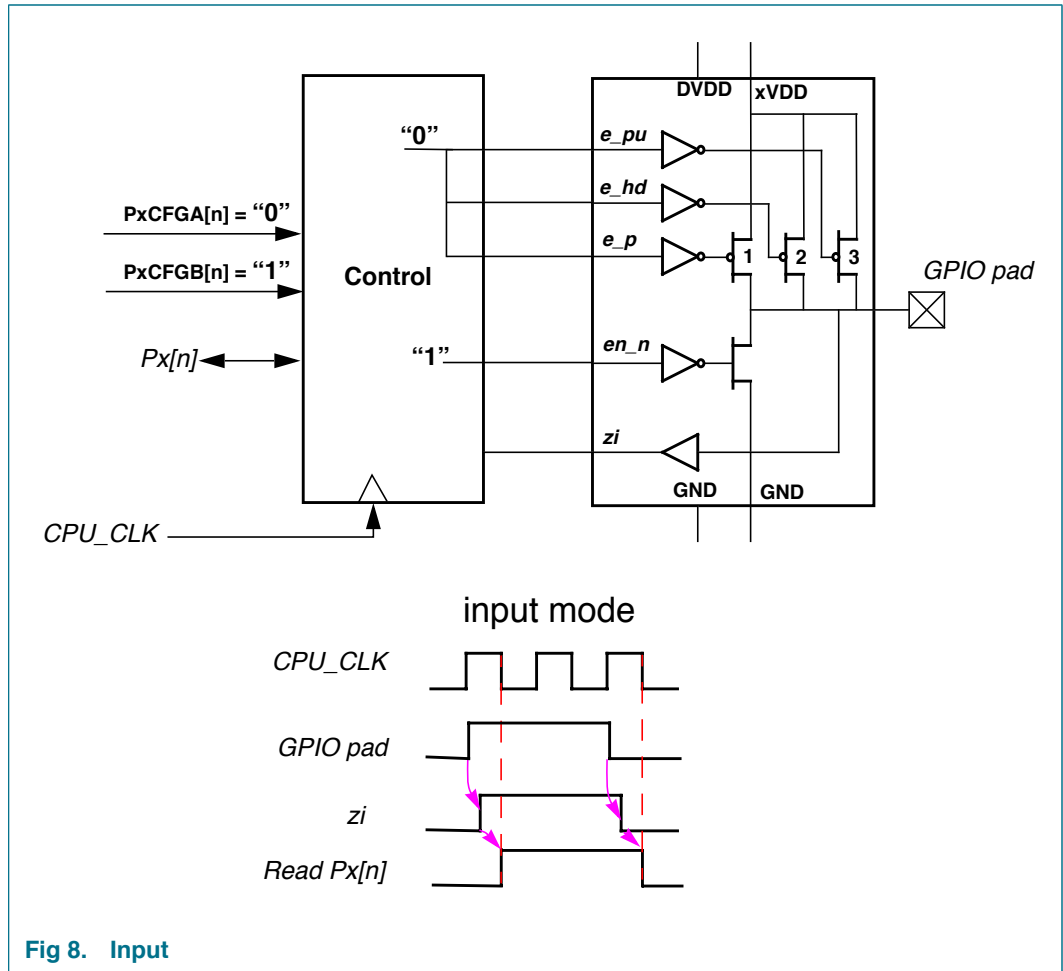 DVDD
xVDD
"0"
e_pu
e_hd
PxCFGA[n] = "0"
e_p
1
2
3
PxCFGB[n] = "1"
Control
GPIO pad
Px[n]
"1"
en_n
zi
GND
GND
CPU_CLK
input mode
CPU_CLK
GPIO pad
zi
Read Px[n]
Fig 8. Input